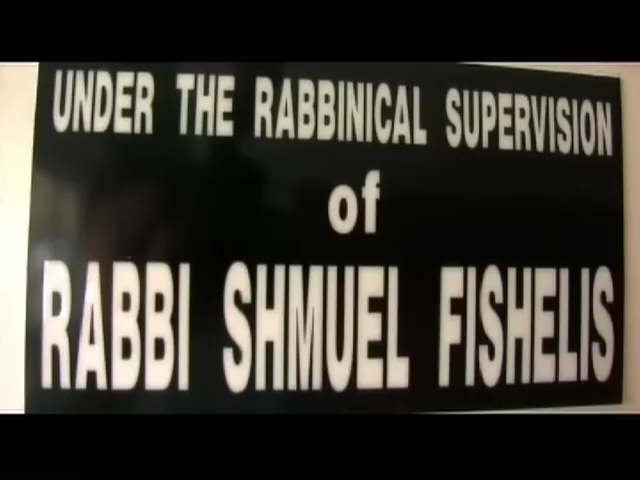 UNDER THE RABBINICAL SUPERVISION
of
RABBI SHMUEL FISHELIS